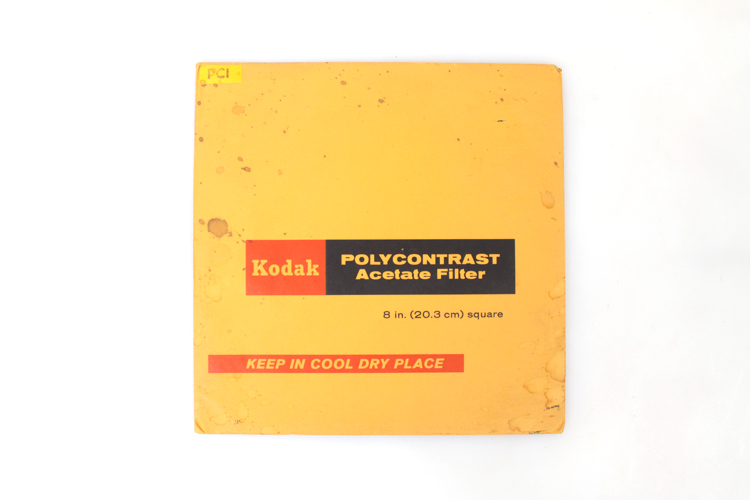 PC1
Kodak
POLYCONTRAST
Acetate Filter
8 in. (20.3 cm) square
KEEP IN COOL DRY PLACE